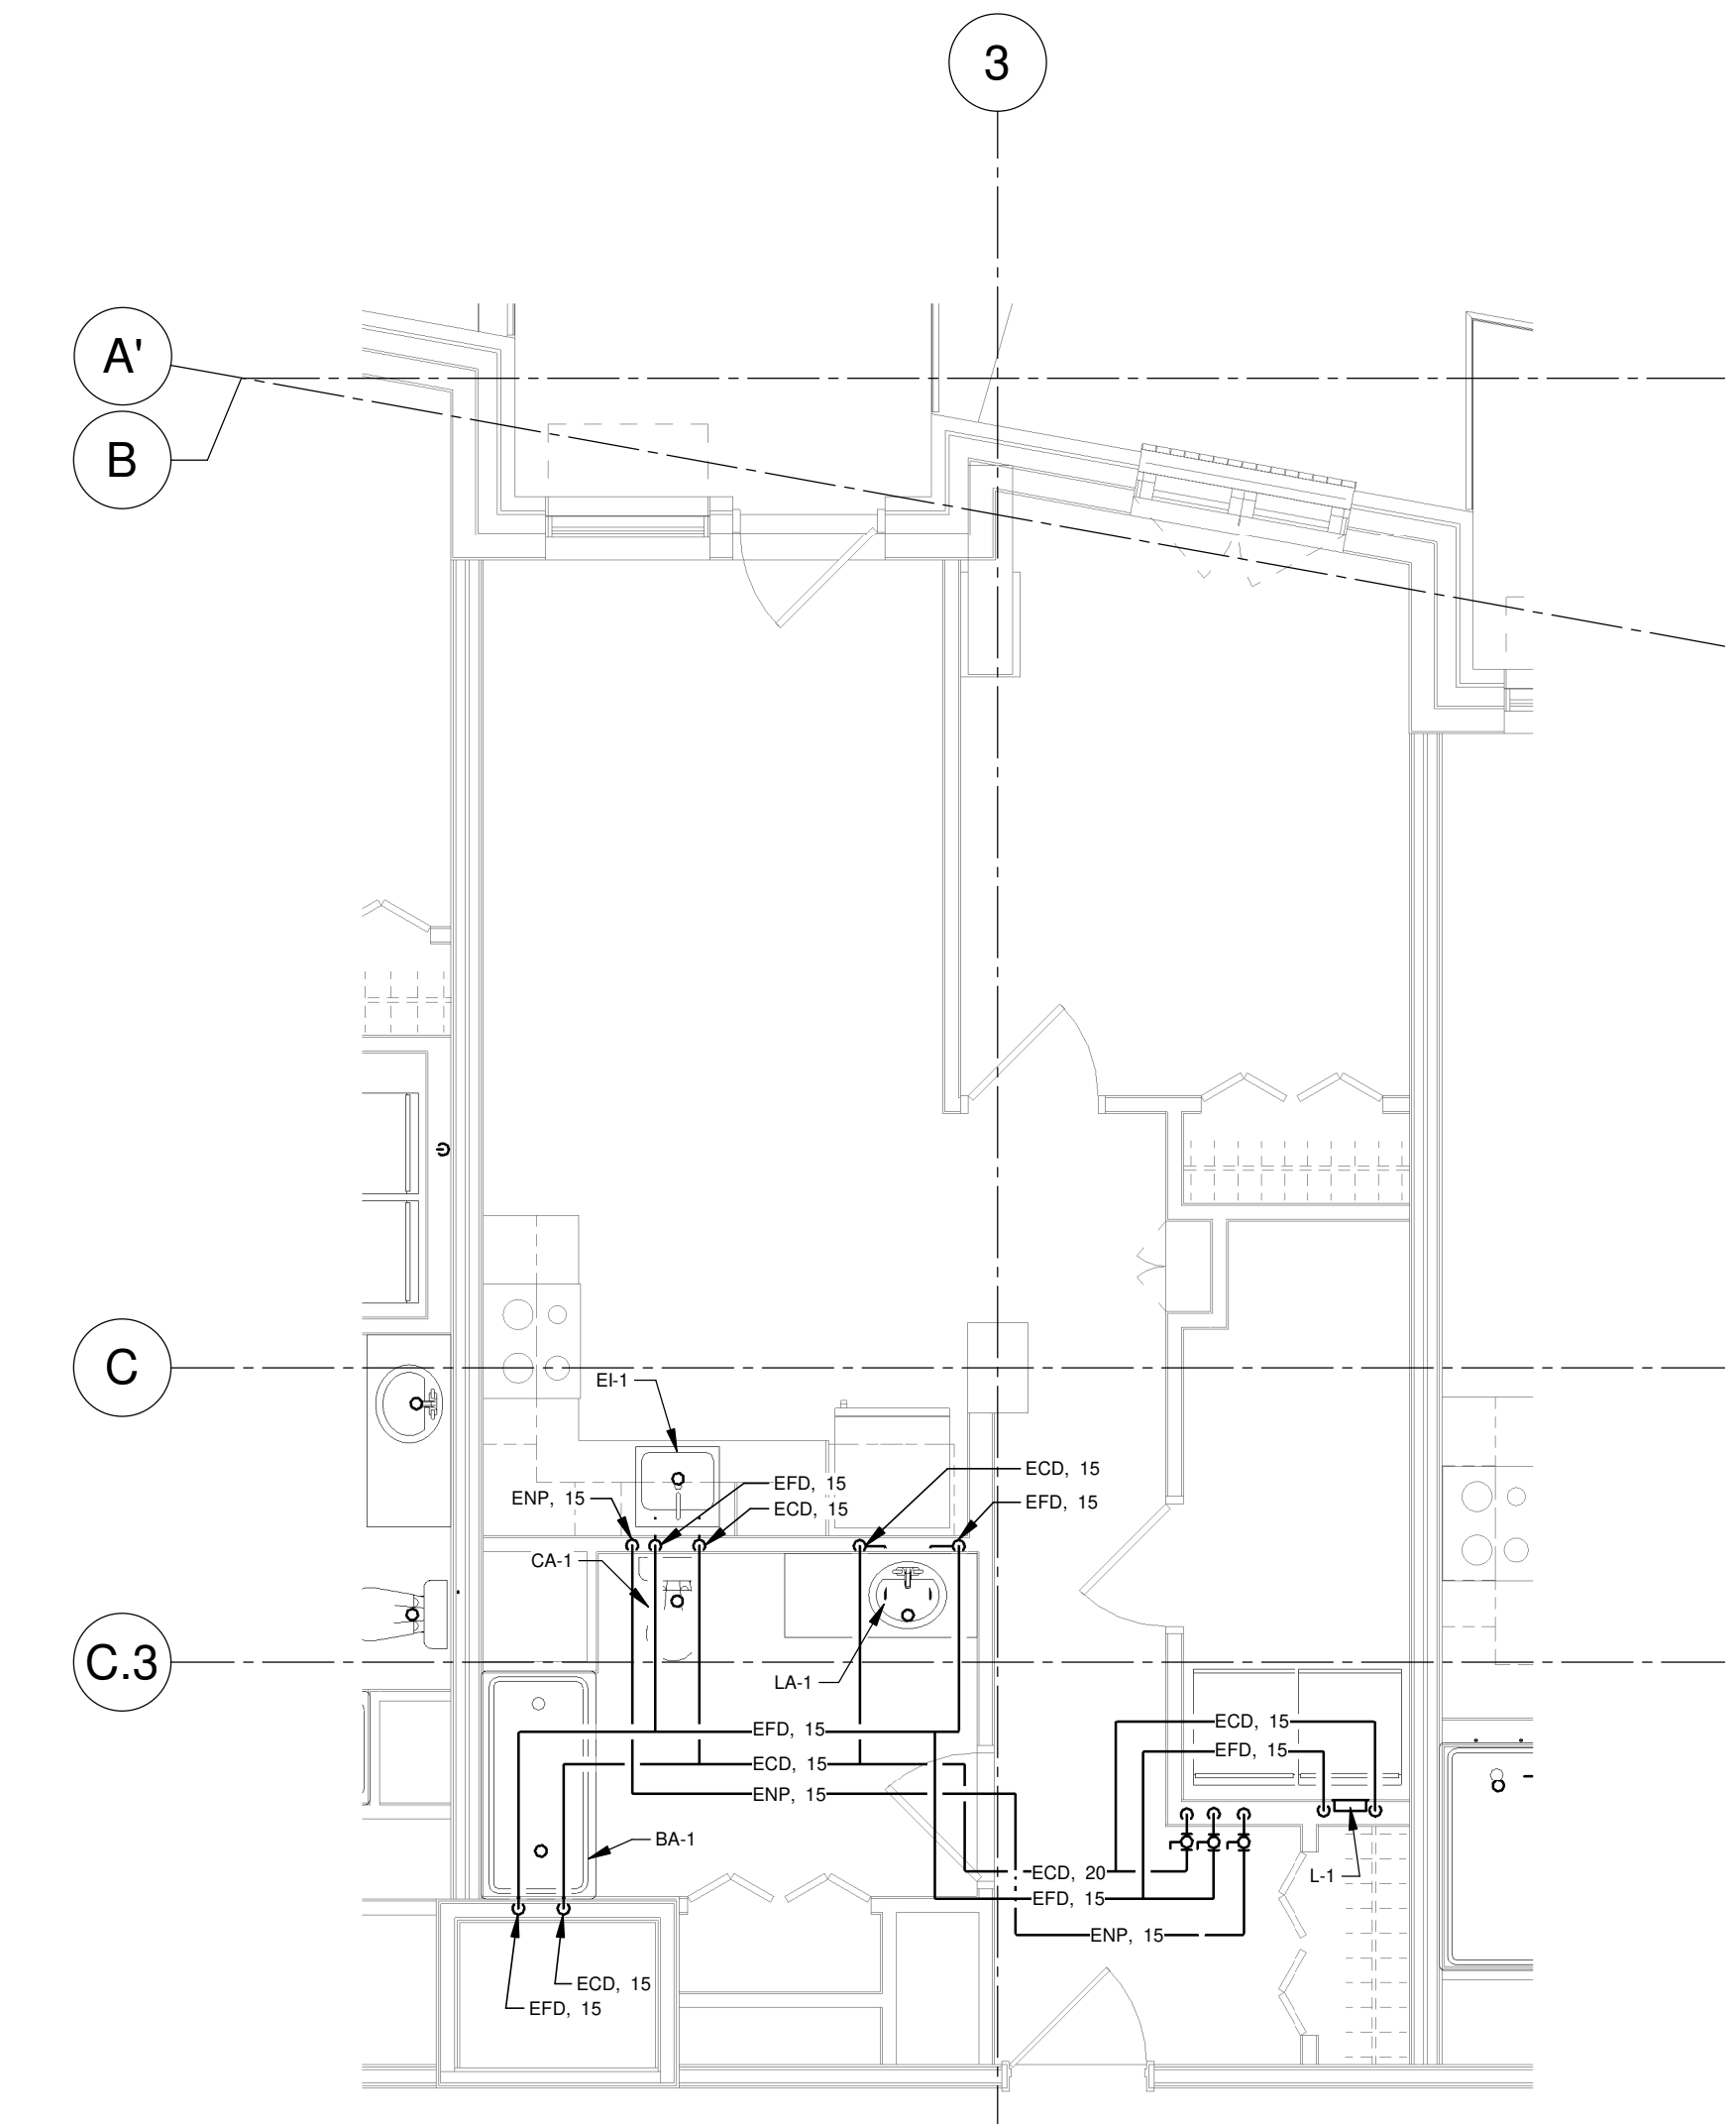 3
A'
B
C
EI-1
ECD, 15
EFD, 15
ENP, 15
EFD, 15
ECD, 15
CA-1
C.3
LA-1
ECD, 15
EFD, 15
EFD, 15
ECD, 15
ENP, 15
BA-1
ECD, 20
L-1
EFD, 15
ENP, 15
ECD, 15
EFD, 15